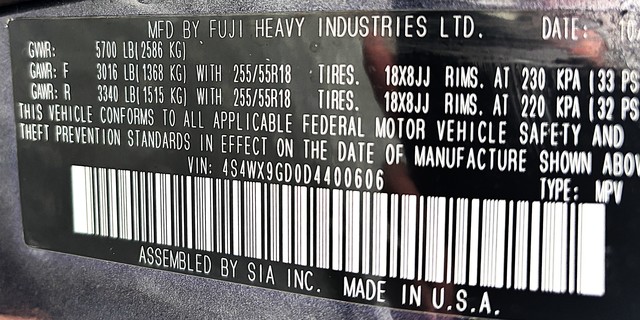 MFD BY FUJI HEAVY INDUSTRIES LTD. DATE: 10
GVWR: 5700 LB(2586 KG)
GAWR: F 3016 LB(1368 KG) WITH 255/55R18 TIRES. 18X8JJ RIMS. AT 230 KPA (33 PS
GAWR: R 3340 LB(1515 KG) WITH 255/55R18 TIRES. 18X8JJ RIMS. AT 220 KPA (32 PS
THIS VEHICLE CONFORMS TO ALL APPLICABLE FEDERAL MOTOR VEHICLE SAFETY AND
THEFT PREVENTION STANDARDS IN EFFECT ON THE DATE OF MANUFACTURE SHOWN ABOV
VIN: 4S4WX9GD0D4400606 TYPE: MPV
ASSEMBLED BY SIA INC. MADE IN U.S.A.